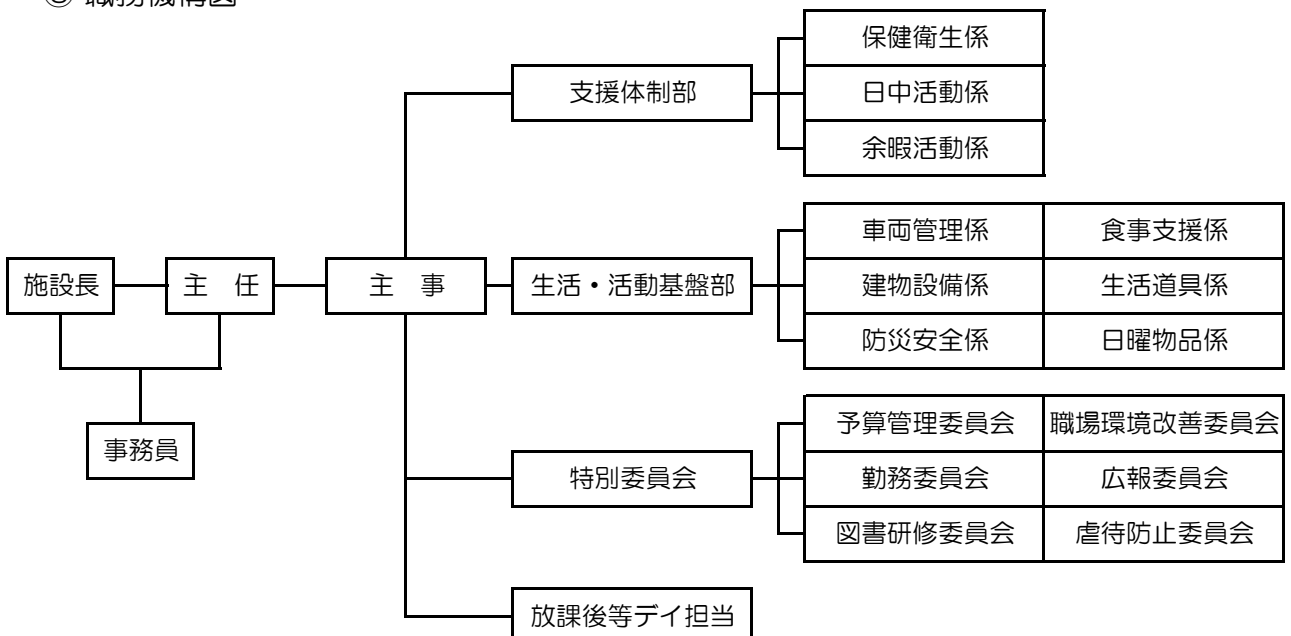 職務機構図
保健衛生係
支援体制部
日中活動係
余暇活動係
車両管理係 食事支援係
施設長 主 任 主 事 生活・活動基盤部 建物設備係 生活道具係
防災安全係 日曜物品係
予算管理委員会 職場環境改善委員会
事務員
特別委員会 勤務委員会 広報委員会
図書研修委員会 虐待防止委員会
放課後等デイ担当